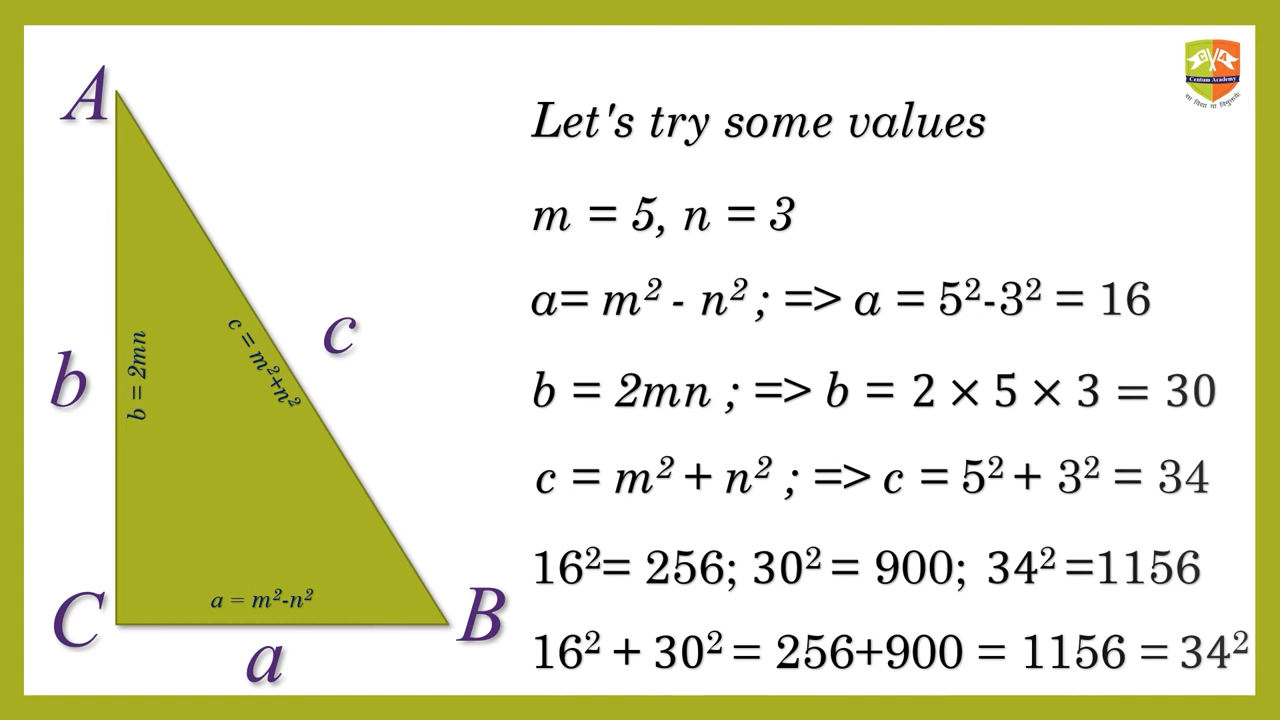 A
Let's try some values
m = 5, n = 3
a= m² - n² ; => a = 5²-3² = 16
b = 2mn ; => b = 2 × 5 × 3 = 30
c = m² + n² ; => c = 5² + 3² = 34
16²= 256; 30² = 900; 34² =1156
16² + 30² = 256+900 = 1156 = 34²
b
b = 2mn
c = m²+n²
c
C
a = m²-n²
B
a
C A
Centum Academy